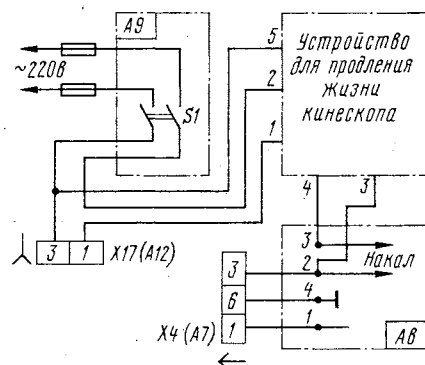 A9
~220В
S1
5
2
1
Устройство
для продления
жизни
кинескопа
4
3
3 1 X17(A12)
3
2
Накал
4
1
3
6
1
X4(A7)
A8